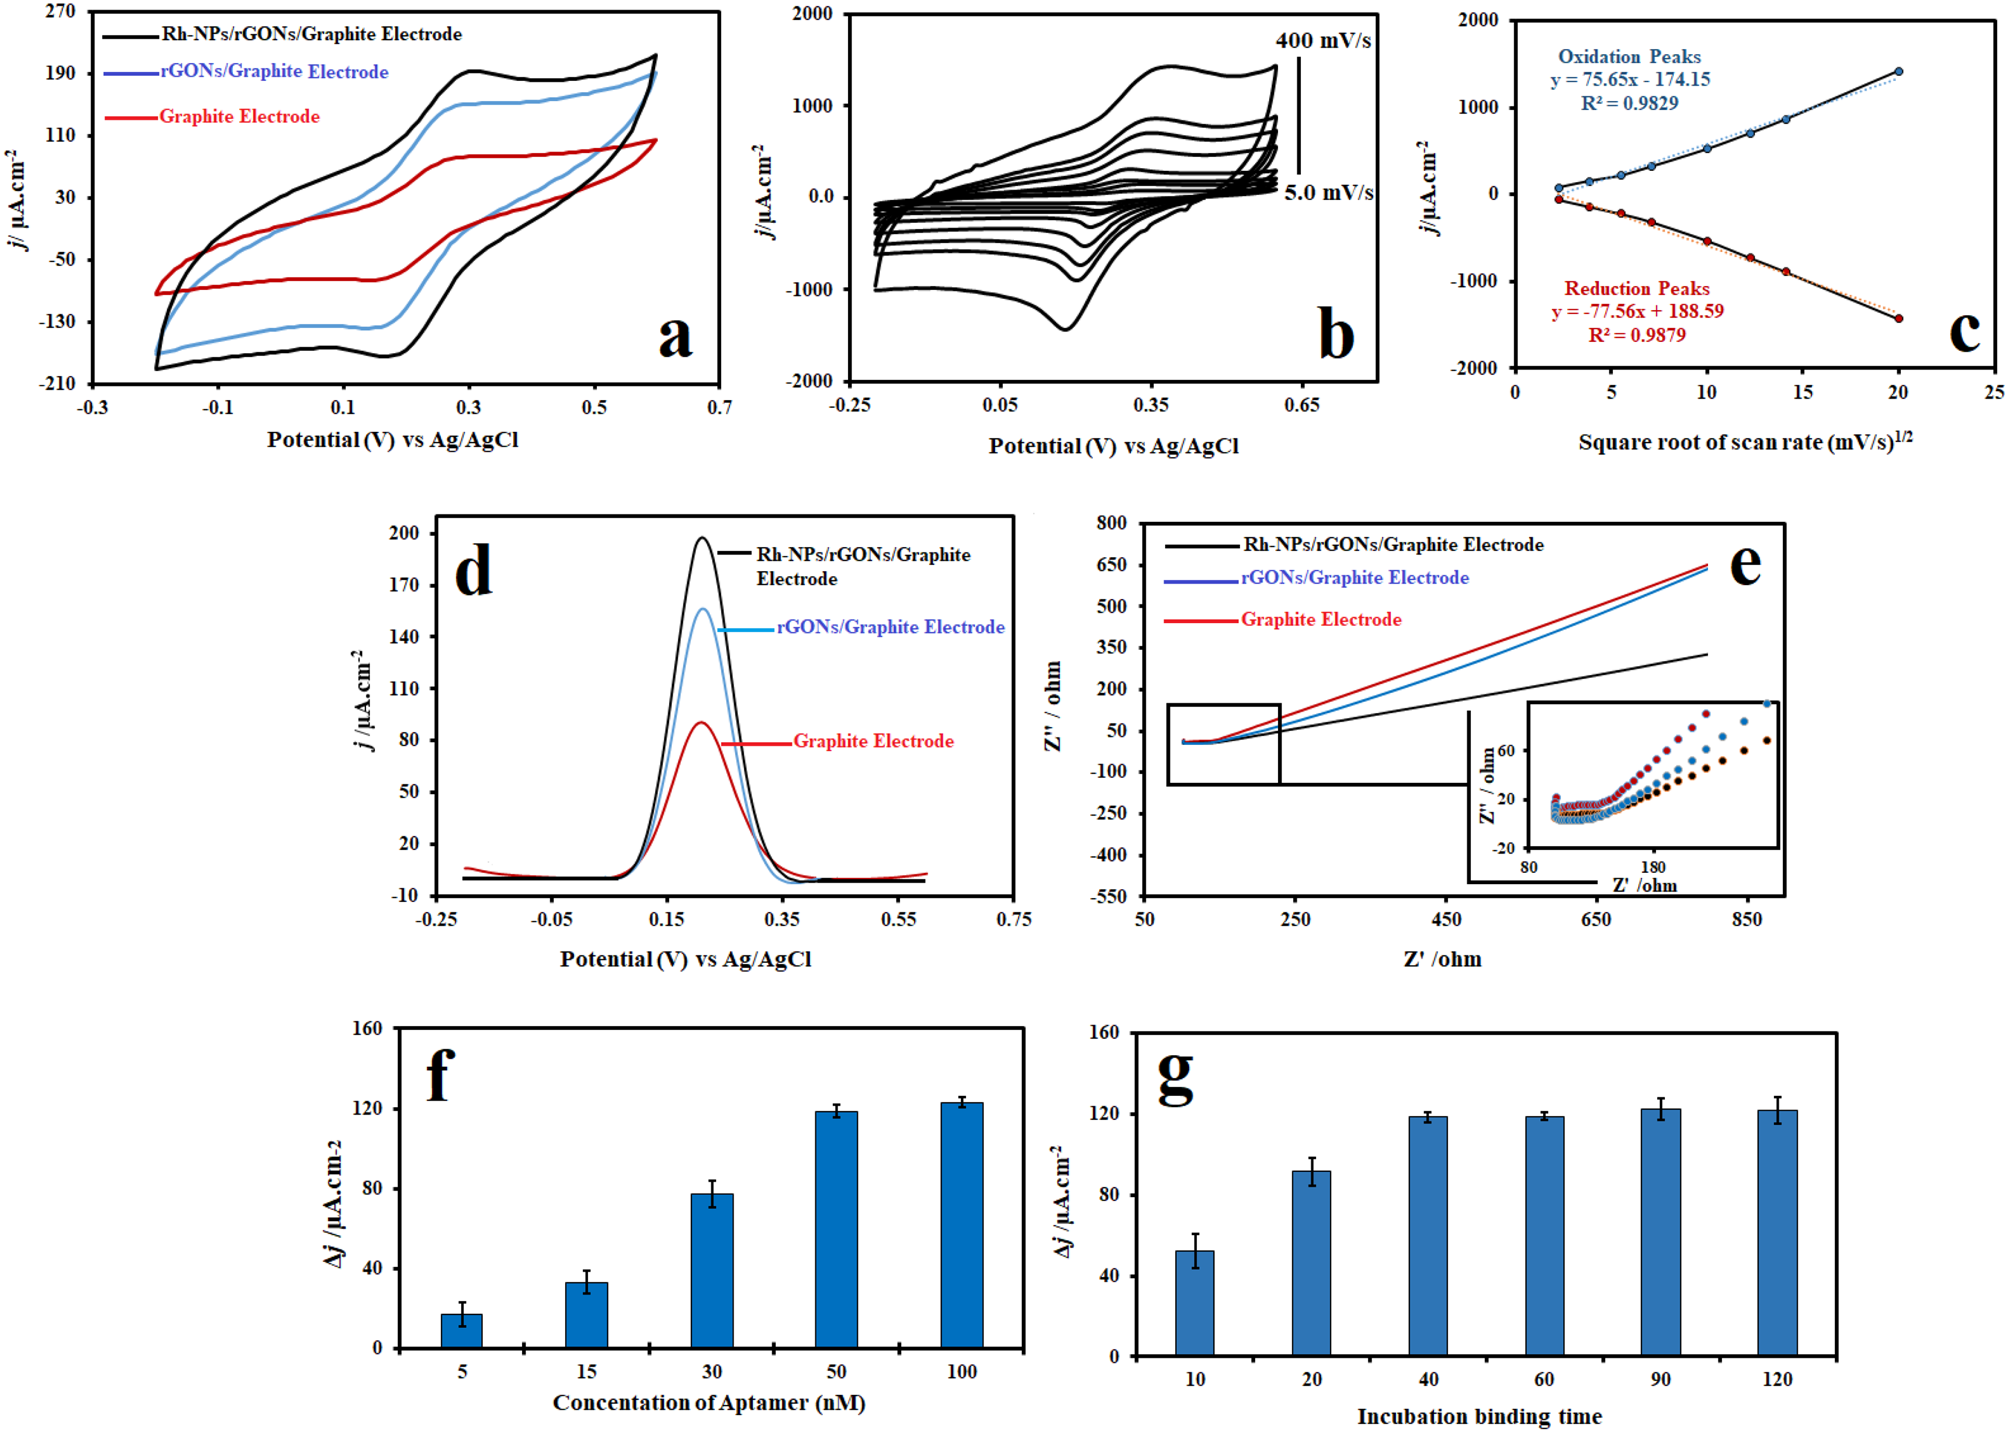 270
190
110
30
-50
-130
-210
-0.3
-0.1
0.1
0.3
0.5
0.7
j/ µA.cm-2
Potential (V) vs Ag/AgCl
Rh-NPs/rGONs/Graphite Electrode
rGONs/Graphite Electrode
Graphite Electrode
a
2000
1000
0.0
-1000
-2000
-0.25
0.05
0.35
0.65
j/µA.cm-2
Potential (V) vs Ag/AgCl
400 mV/s
5.0 mV/s
b
2000
1000
0
-1000
-2000
0
5
10
15
20
25
j/µA.cm-2
Square root of scan rate (mV/s)1/2
Oxidation Peaks
y = 75.65x - 174.15
R² = 0.9829
Reduction Peaks
y = -77.56x + 188.59
R² = 0.9879
c
200
170
140
110
80
50
20
-10
-0.25
-0.05
0.15
0.35
0.55
0.75
j /µA.cm-2
Potential (V) vs Ag/AgCl
d
Rh-NPs/rGONs/Graphite
Electrode
rGONs/Graphite Electrode
Graphite Electrode
800
650
500
350
200
50
-100
-250
-400
-550
50
250
450
650
850
Z'' / ohm
Z' /ohm
Rh-NPs/rGONs/Graphite Electrode
rGONs/Graphite Electrode
Graphite Electrode
e
60
20
-20
80
180
Z'' / ohm
Z' /ohm
160
120
80
40
0
5
15
30
50
100
Δj /µA.cm-2
Concentation of Aptamer (nM)
f
160
120
80
40
0
10
20
40
60
90
120
Δj /µA.cm-2
Incubation binding time
g